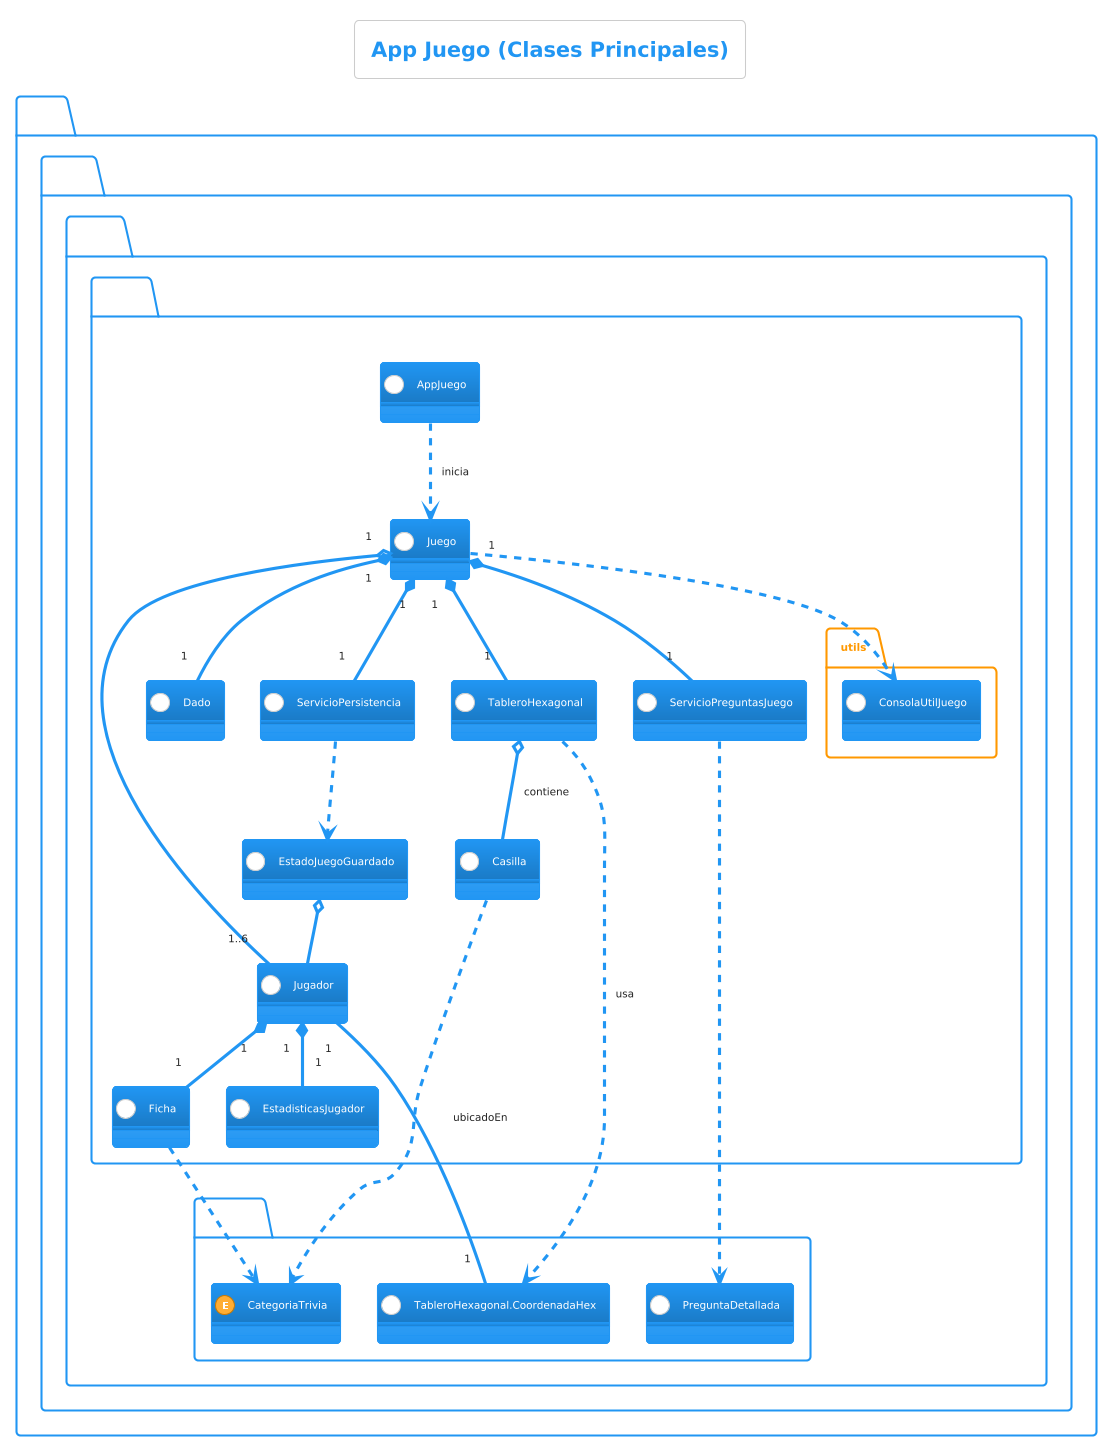 App Juego (Clases Principales)
AppJuego
inicia
1
Juego
1
1
1
1
utils
1
1
1
1
Dado
ServicioPersistencia
TableroHexagonal
ServicioPreguntasJuego
ConsolaUtilJuego
contiene
EstadoJuegoGuardado
Casilla
1..6
Jugador
usa
1
1
1
1
1
Ficha
EstadisticasJugador
ubicadoEn
1
E
CategoriaTrivia
TableroHexagonal.CoordenadaHex
PreguntaDetallada